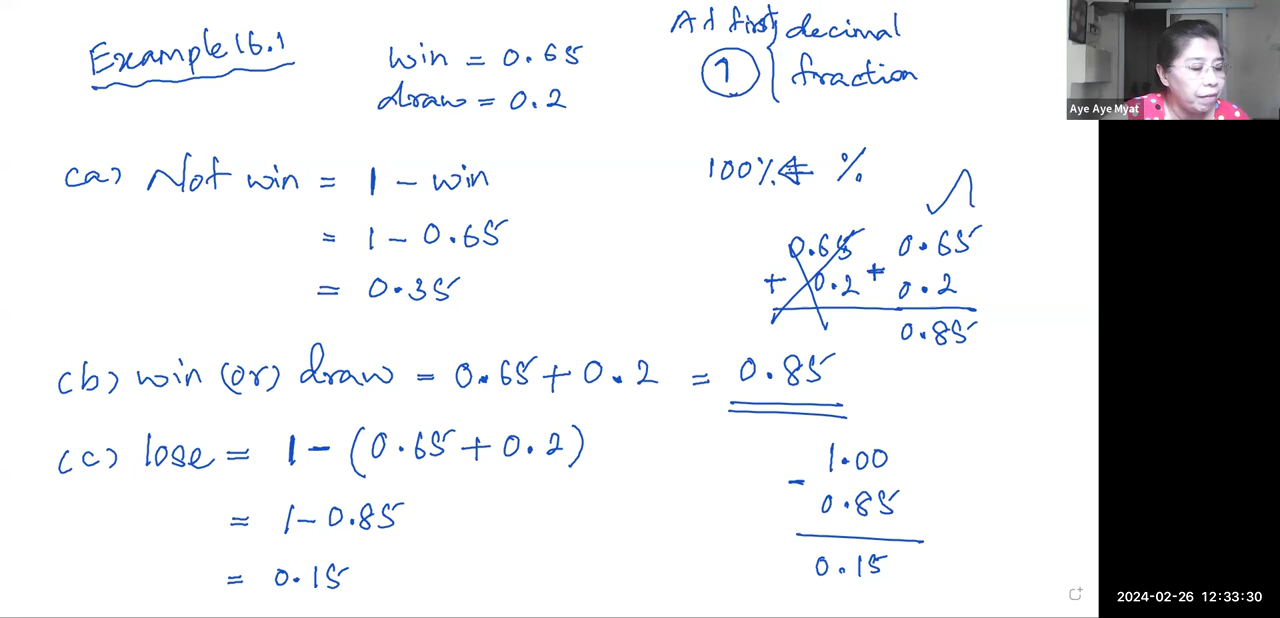 Example 16.1
win = 0.65
draw = 0.2
At first
1
decimal
fraction
Aye Aye Myat
(a) Not win = 1 - win
= 1 - 0.65
= 0.35
100% ← %
0.65
+ 0.2
0.65
+ 0.2
0.85
(b) win (or) draw = 0.65 + 0.2 = 0.85
(c) lose = 1 - (0.65 + 0.2)
= 1 - 0.85
= 0.15
1.00
- 0.85
0.15
2024-02-26 12:33:30